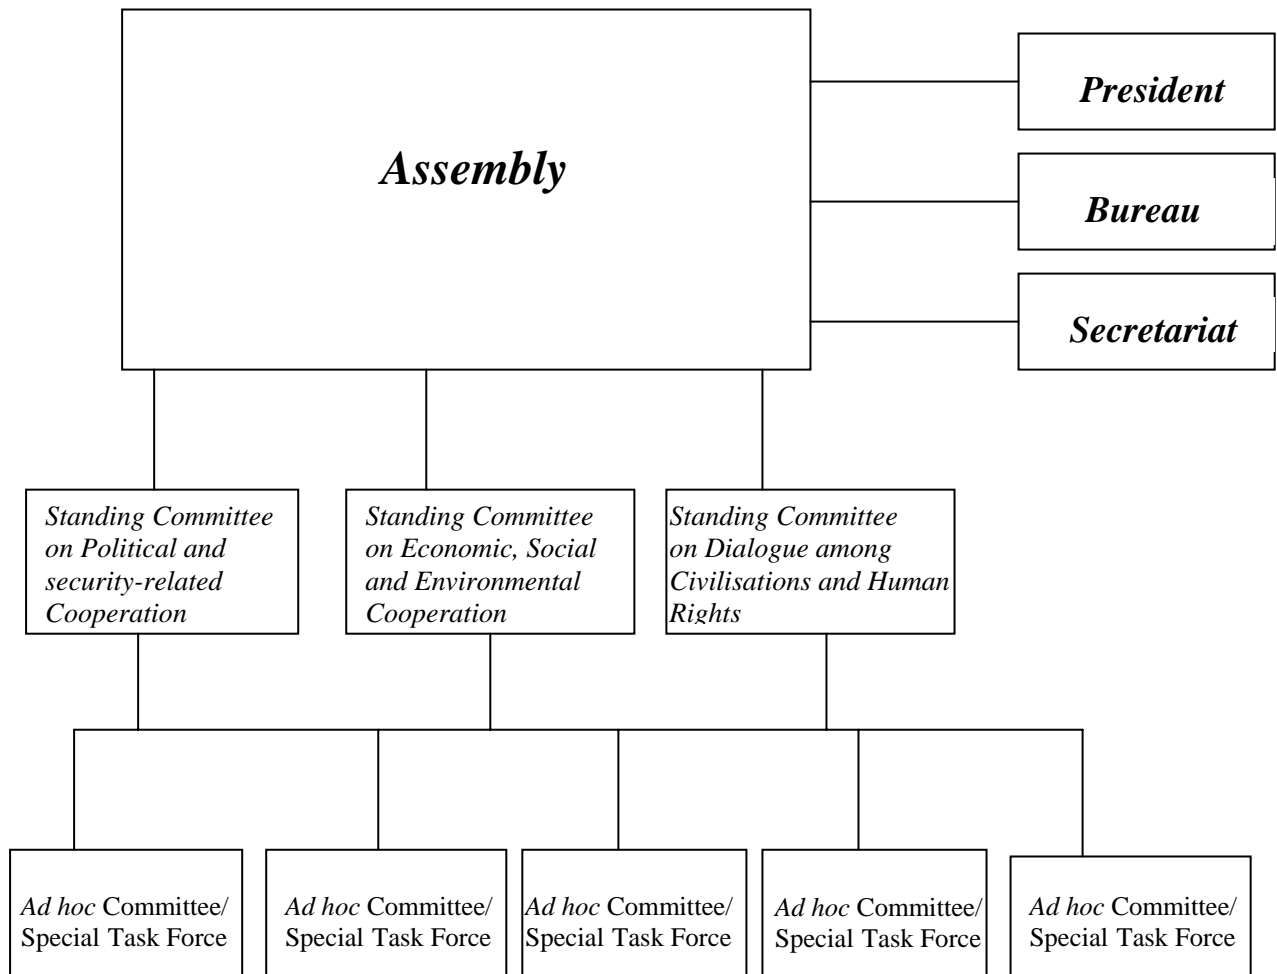 President
Assembly
Bureau
Secretariat
Standing Committee
on Political and
security-related
Cooperation
Standing Committee
on Economic, Social
and Environmental
Cooperation
Standing Committee
on Dialogue among
Civilisations and Human
Rights
Ad hoc Committee/
Special Task Force
Ad hoc Committee/
Special Task Force
Ad hoc Committee/
Special Task Force
Ad hoc Committee/
Special Task Force
Ad hoc Committee/
Special Task Force